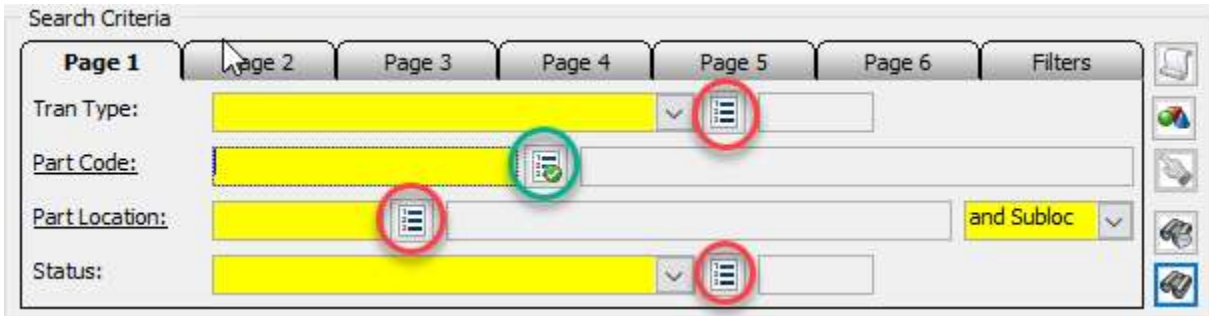 Search Criteria
Page 1 Page 2 Page 3 Page 4 Page 5 Page 6 Filters
Tran Type:
Part Code:
Part Location: and Subloc
Status: